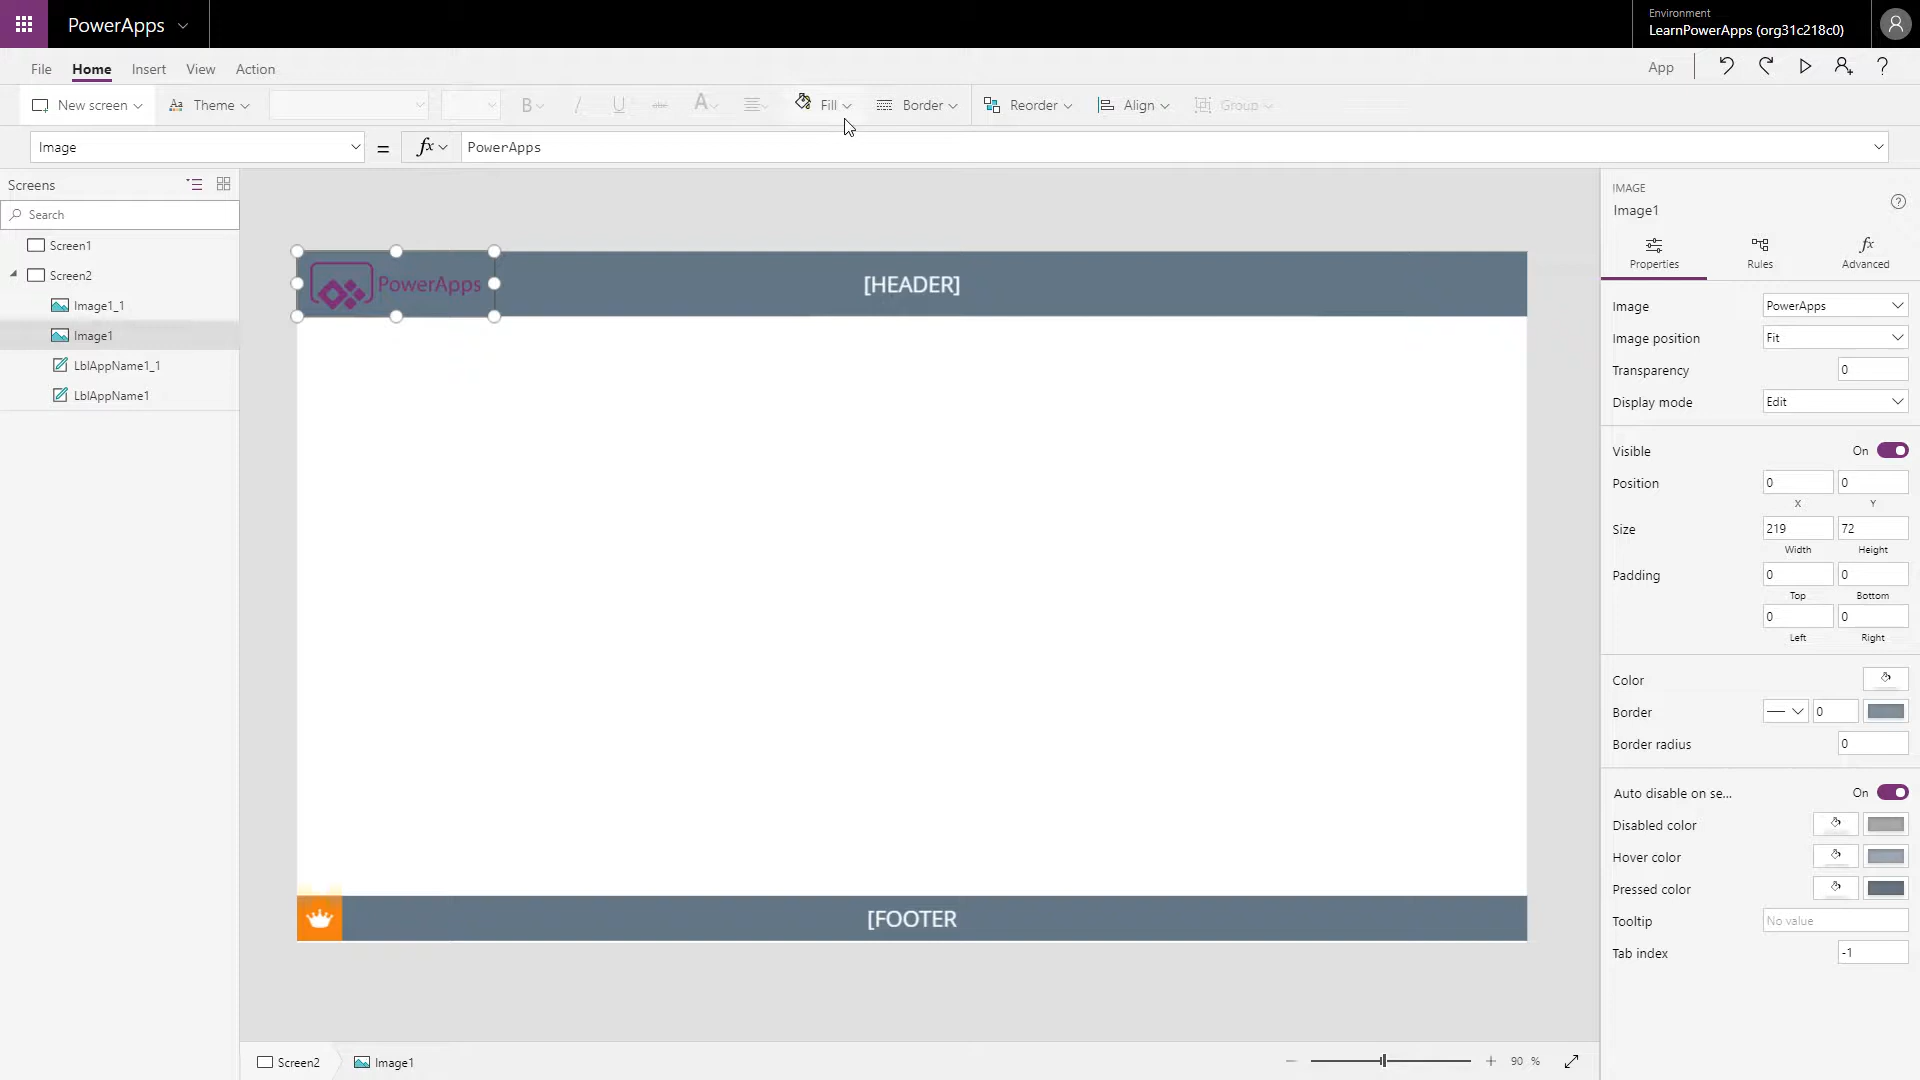 PowerApps
Environment
LearnPowerApps (org31c218c0)
File Home Insert View Action
App
New screen Theme B / U abc A Fill Border Reorder Align Group
Image = fx PowerApps
Screens
Search
Screen1
Screen2
Image1_1
Image1
LblAppName1_1
LblAppName1
PowerApps
[HEADER]
[FOOTER
IMAGE
Image1
Properties Rules fx Advanced
Image PowerApps
Image position Fit
Transparency 0
Display mode Edit
Visible On
Position 0 0
X Y
Size 219 72
Width Height
Padding 0 0
Top Bottom
0 0
Left Right
Color
Border 0
Border radius 0
Auto disable on se... On
Disabled color
Hover color
Pressed color
Tooltip No value
Tab index -1
Screen2 Image1
90 %